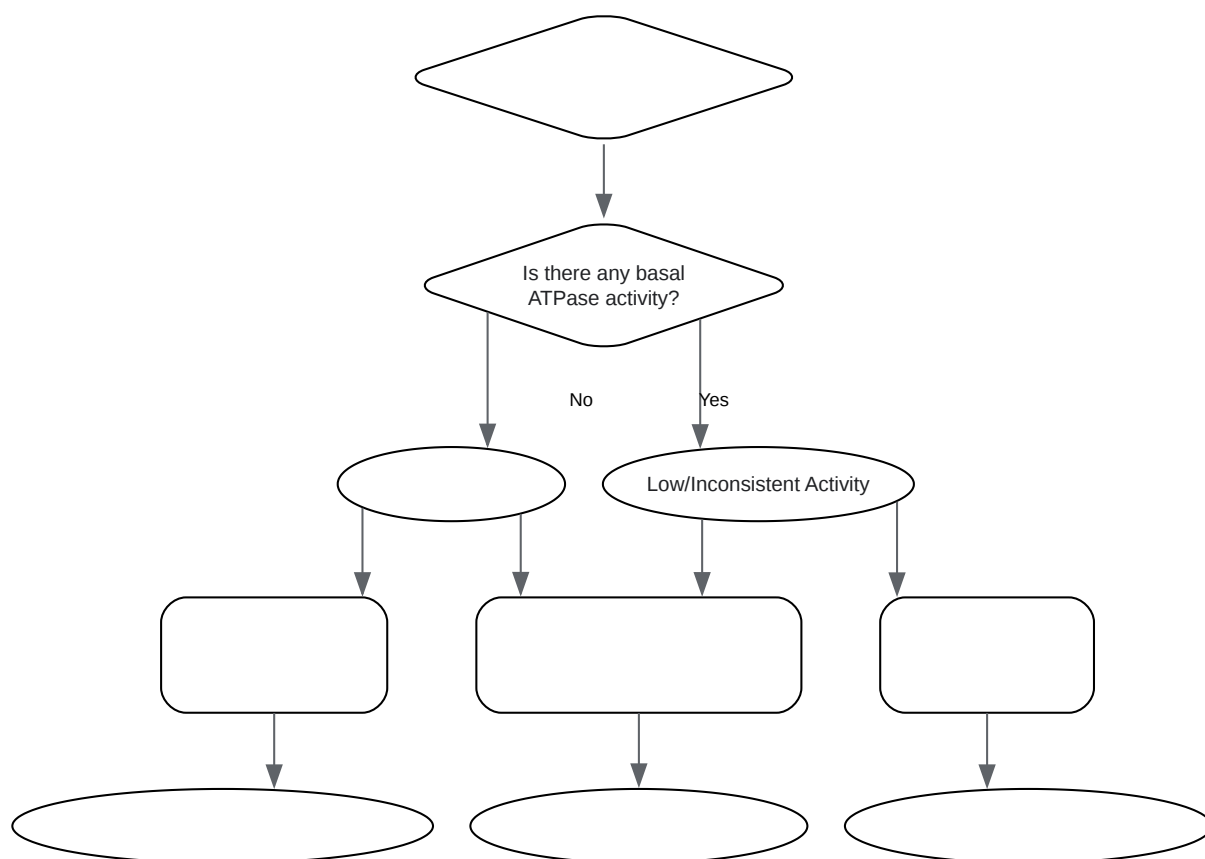 Is there any basal
ATPase activity?
No
Yes
Low/Inconsistent Activity